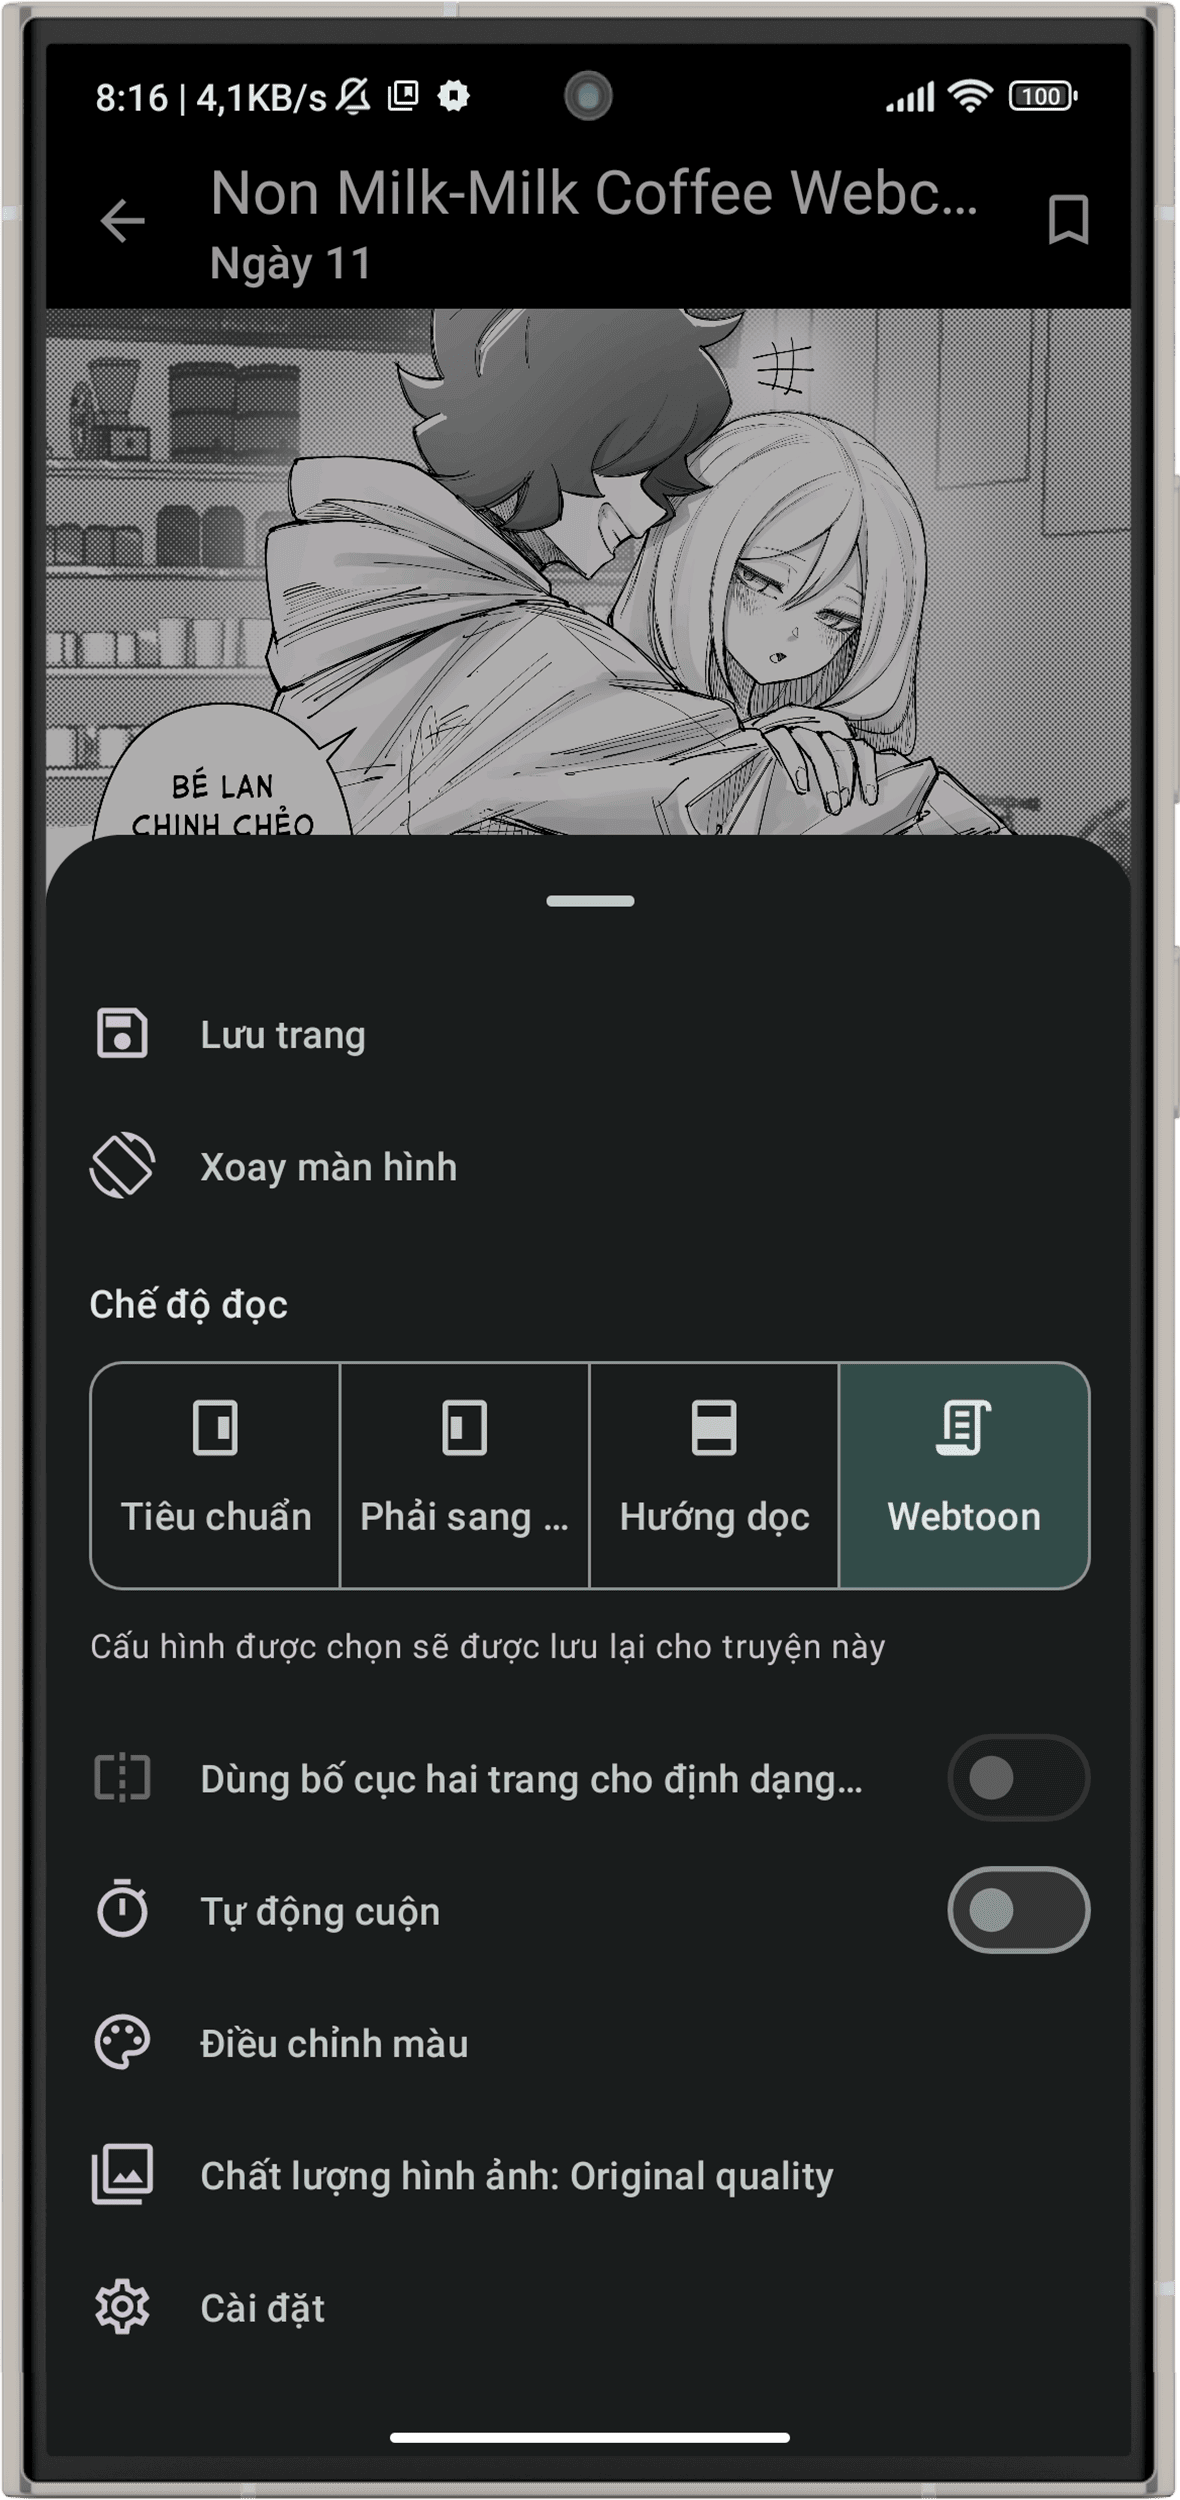 8:16 | 4,1KB/s
100
Non Milk-Milk Coffee Webc...
Ngày 11
BÉ LAN
CHINH CHẺO
Lưu trang
Xoay màn hình
Chế độ đọc
Tiêu chuẩn
Phải sang ...
Hướng dọc
Webtoon
Cấu hình được chọn sẽ được lưu lại cho truyện này
Dùng bố cục hai trang cho định dạng...
Tự động cuộn
Điều chỉnh màu
Chất lượng hình ảnh: Original quality
Cài đặt